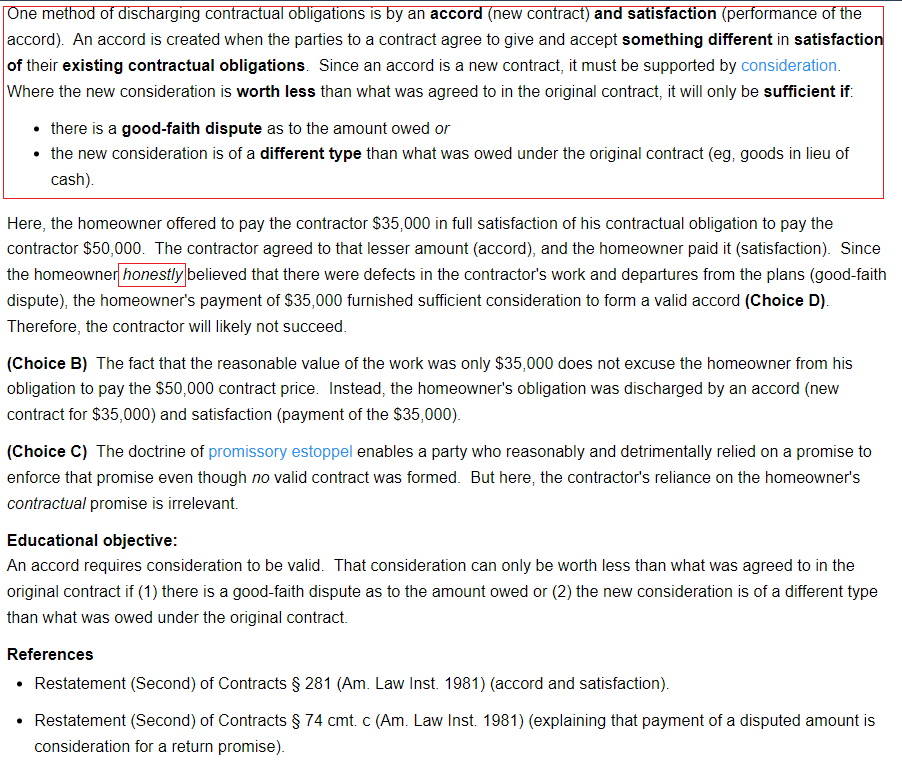 One method of discharging contractual obligations is by an accord (new contract) and satisfaction (performance of the
accord).  An accord is created when the parties to a contract agree to give and accept something different in satisfaction
of their existing contractual obligations.  Since an accord is a new contract, it must be supported by consideration.
Where the new consideration is worth less than what was agreed to in the original contract, it will only be sufficient if:
• there is a good-faith dispute as to the amount owed or
• the new consideration is of a different type than what was owed under the original contract (eg, goods in lieu of
cash).
Here, the homeowner offered to pay the contractor $35,000 in full satisfaction of his contractual obligation to pay the
contractor $50,000.  The contractor agreed to that lesser amount (accord), and the homeowner paid it (satisfaction).  Since
the homeowner honestly believed that there were defects in the contractor's work and departures from the plans (good-faith
dispute), the homeowner's payment of $35,000 furnished sufficient consideration to form a valid accord (Choice D).
Therefore, the contractor will likely not succeed.
(Choice B)  The fact that the reasonable value of the work was only $35,000 does not excuse the homeowner from his
obligation to pay the $50,000 contract price.  Instead, the homeowner's obligation was discharged by an accord (new
contract for $35,000) and satisfaction (payment of the $35,000).
(Choice C)  The doctrine of promissory estoppel enables a party who reasonably and detrimentally relied on a promise to
enforce that promise even though no valid contract was formed.  But here, the contractor's reliance on the homeowner's
contractual promise is irrelevant.
Educational objective:
An accord requires consideration to be valid.  That consideration can only be worth less than what was agreed to in the
original contract if (1) there is a good-faith dispute as to the amount owed or (2) the new consideration is of a different type
than what was owed under the original contract.
References
• Restatement (Second) of Contracts § 281 (Am. Law Inst. 1981) (accord and satisfaction).
• Restatement (Second) of Contracts § 74 cmt. c (Am. Law Inst. 1981) (explaining that payment of a disputed amount is
consideration for a return promise).